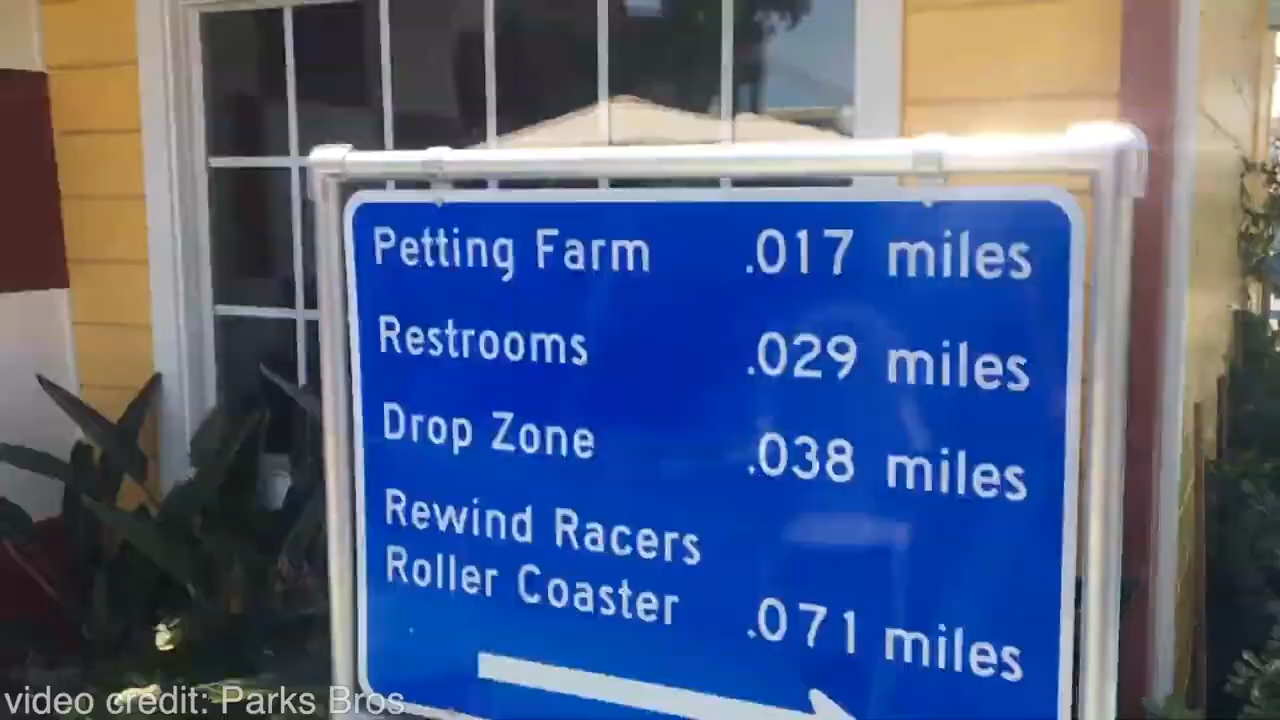 Petting Farm .017 miles
Restrooms .029 miles
Drop Zone .038 miles
Rewind Racers
Roller Coaster .071 miles
video credit: Parks Bros